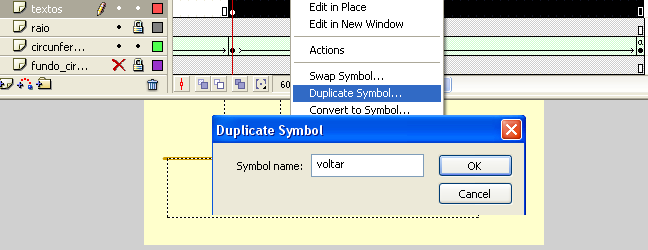 textos
Edit in Place
raio
Edit in New Window
circunfer...
Actions
a
fundo_cir...
Swap Symbol...
Duplicate Symbol...
Convert to Symbol...
Duplicate Symbol
Symbol name: voltar OK
Cancel